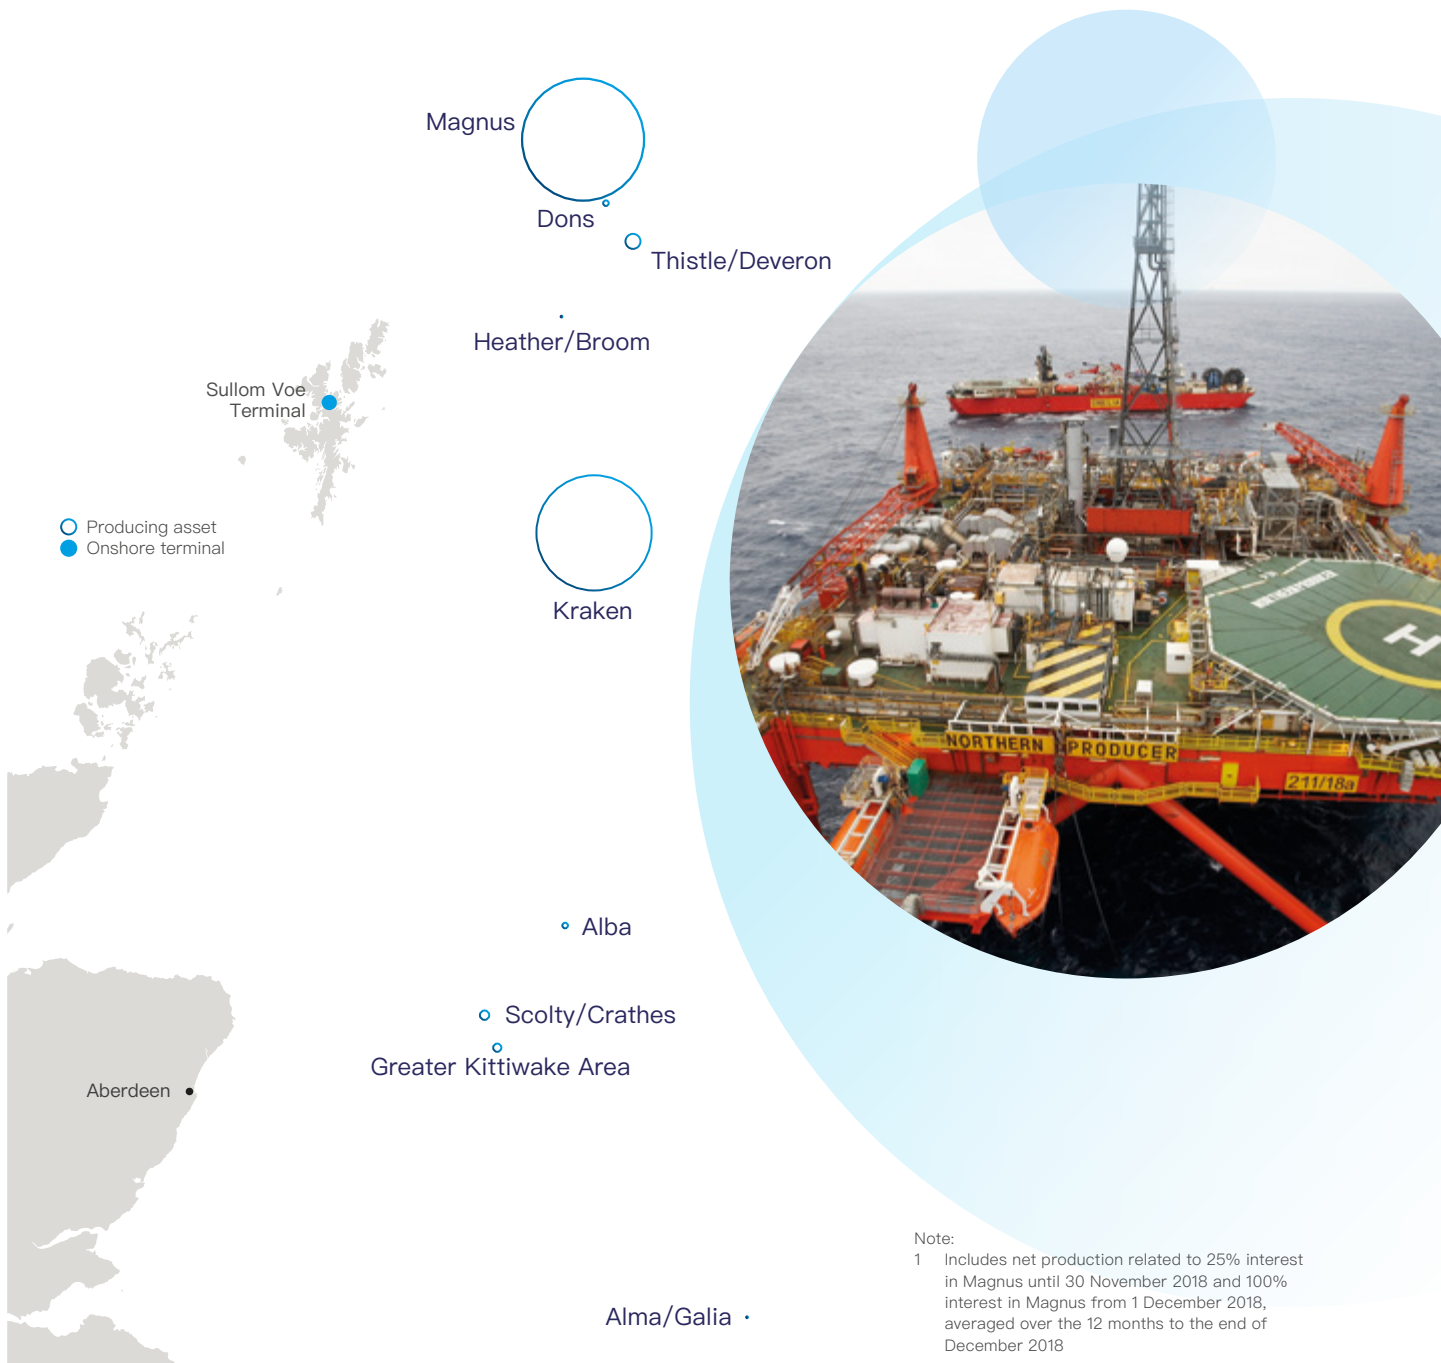 Magnus
Dons
Thistle/Deveron
Heather/Broom
Sullom Voe
Terminal
Producing asset
Onshore terminal
Kraken
NORTHERN PRODUCER
211/18a
H
Alba
Scolty/Crathes
Greater Kittiwake Area
Aberdeen
Alma/Galia
Note:
1 Includes net production related to 25% interest
in Magnus until 30 November 2018 and 100%
interest in Magnus from 1 December 2018,
averaged over the 12 months to the end of
December 2018